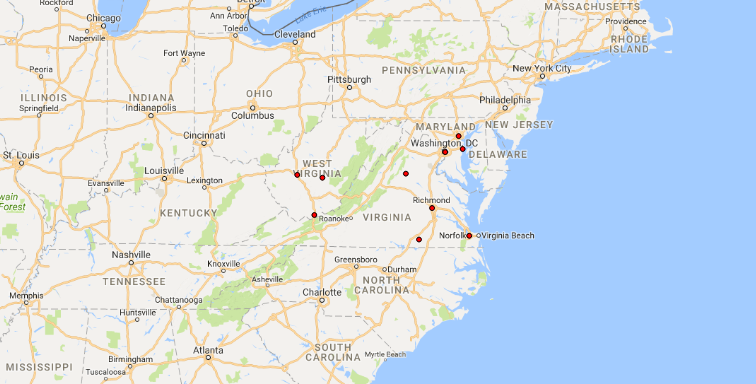 Rockford
Ann Arbor
Detroit
Lake Erie
MASSACHUSETTS
Chicago
Toledo
Providence
Naperville
Cleveland
RHODE
ISLAND
Fort Wayne
Peoria
Pittsburgh
PENNSYLVANIA
New York City
ILLINOIS
INDIANA
OHIO
Springfield
Indianapolis
Columbus
Philadelphia
MARYLAND
NEW JERSEY
Cincinnati
Washington, DC
St. Louis
DELAWARE
WEST
VIRGINIA
Louisville
Evansville
Lexington
Richmond
KENTUCKY
Roanoke
VIRGINIA
Forest
Norfolk
Virginia Beach
Nashville
Greensboro
Durham
Knoxville
TENNESSEE
Asheville
NORTH
CAROLINA
Memphis
Charlotte
Chattanooga
Huntsville
Atlanta
SOUTH
CAROLINA
Myrtle Beach
Birmingham
MISSISSIPPI
Tuscaloosa